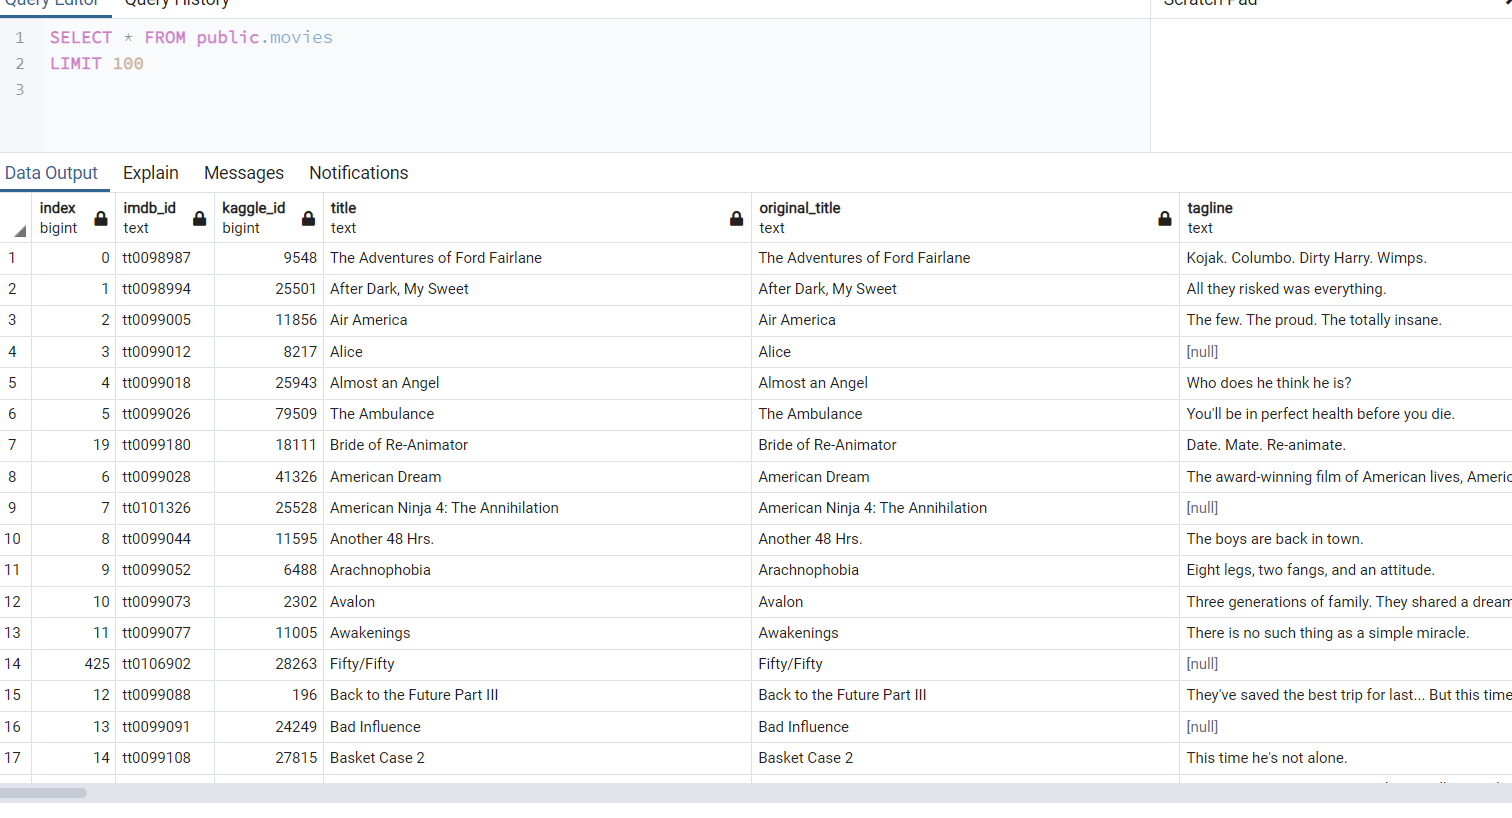 Query Editor Query History Scratch Pad
1 SELECT * FROM public.movies
2 LIMIT 100
3
Data Output Explain Messages Notifications
index imdb_id kaggle_id title original_title tagline
bigint text bigint text text text
1 0 tt0098987 9548 The Adventures of Ford Fairlane The Adventures of Ford Fairlane Kojak. Columbo. Dirty Harry. Wimps.
2 1 tt0098994 25501 After Dark, My Sweet After Dark, My Sweet All they risked was everything.
3 2 tt0099005 11856 Air America Air America The few. The proud. The totally insane.
4 3 tt0099012 8217 Alice Alice [null]
5 4 tt0099018 25943 Almost an Angel Almost an Angel Who does he think he is?
6 5 tt0099026 79509 The Ambulance The Ambulance You'll be in perfect health before you die.
7 19 tt0099180 18111 Bride of Re-Animator Bride of Re-Animator Date. Mate. Re-animate.
8 6 tt0099028 41326 American Dream American Dream The award-winning film of American lives, Americ
9 7 tt0101326 25528 American Ninja 4: The Annihilation American Ninja 4: The Annihilation [null]
10 8 tt0099044 11595 Another 48 Hrs. Another 48 Hrs. The boys are back in town.
11 9 tt0099052 6488 Arachnophobia Arachnophobia Eight legs, two fangs, and an attitude.
12 10 tt0099073 2302 Avalon Avalon Three generations of family. They shared a dream
13 11 tt0099077 11005 Awakenings Awakenings There is no such thing as a simple miracle.
14 425 tt0106902 28263 Fifty/Fifty Fifty/Fifty [null]
15 12 tt0099088 196 Back to the Future Part III Back to the Future Part III They've saved the best trip for last... But this time
16 13 tt0099091 24249 Bad Influence Bad Influence [null]
17 14 tt0099108 27815 Basket Case 2 Basket Case 2 This time he's not alone.